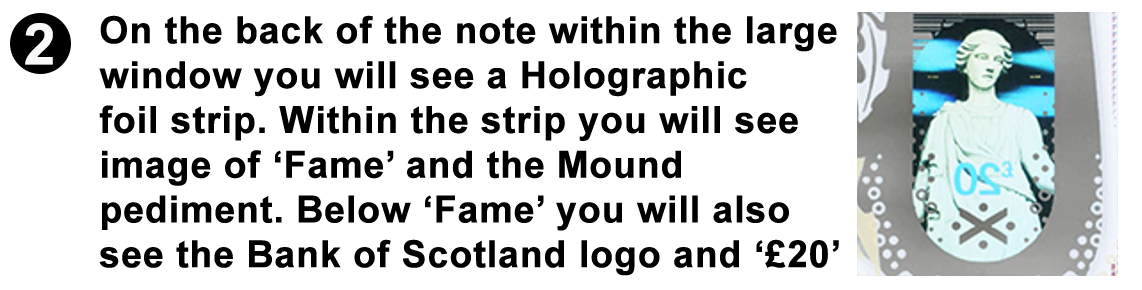 2
On the back of the note within the large
window you will see a Holographic
foil strip. Within the strip you will see
image of ‘Fame’ and the Mound
pediment. Below ‘Fame’ you will also
see the Bank of Scotland logo and ‘£20’
£20